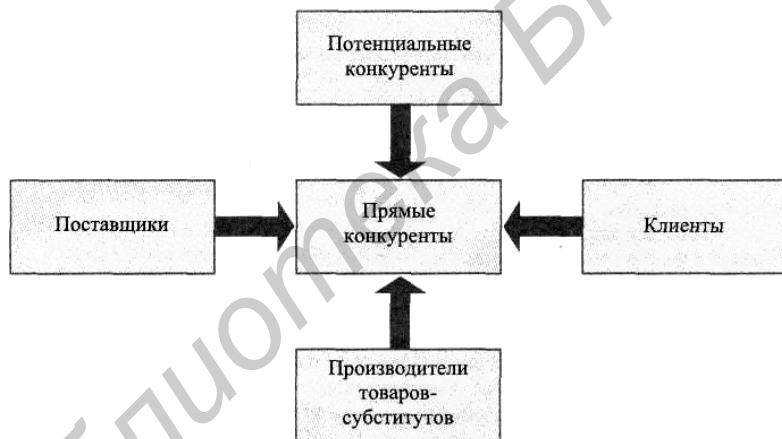 Потенциальные
конкуренты
Поставщики
Прямые
конкуренты
Клиенты
Производители
товаров-
субститутов